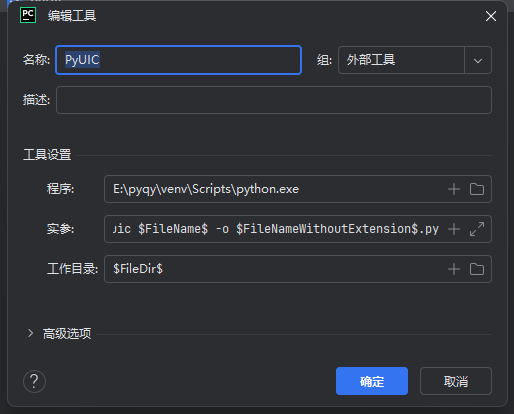 PC 编辑工具
名称: PyUIC 组: 外部工具
描述:
工具设置
程序: E:\pyqy\venv\Scripts\python.exe
实参: uic $FileName$ -o $FileNameWithoutExtension$.py
工作目录: $FileDir$
高级选项
? 确定 取消